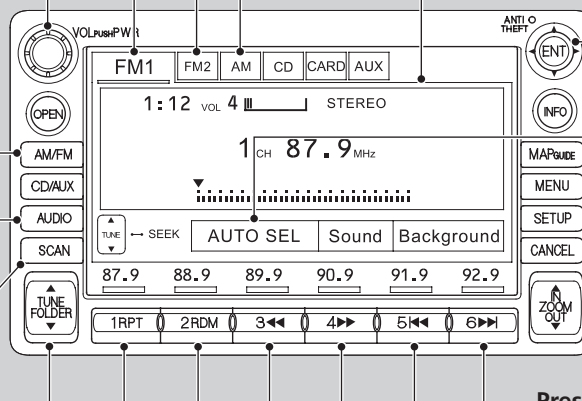 VOL PUSH PWR
ANTI THEFT
ENT
FM1 FM2 AM CD CARD AUX
1:12 VOL 4 STEREO
OPEN
INFO
1 CH 87.9 MHz
AM/FM
MAP GUIDE
CD/AUX
MENU
AUDIO
SETUP
TUNE SEEK AUTO SEL Sound Background
SCAN
CANCEL
87.9 88.9 89.9 90.9 91.9 92.9
TUNE
FOLDER
IN
ZOOM
OUT
1RPT 2RDM 3 4 5 6
Pres